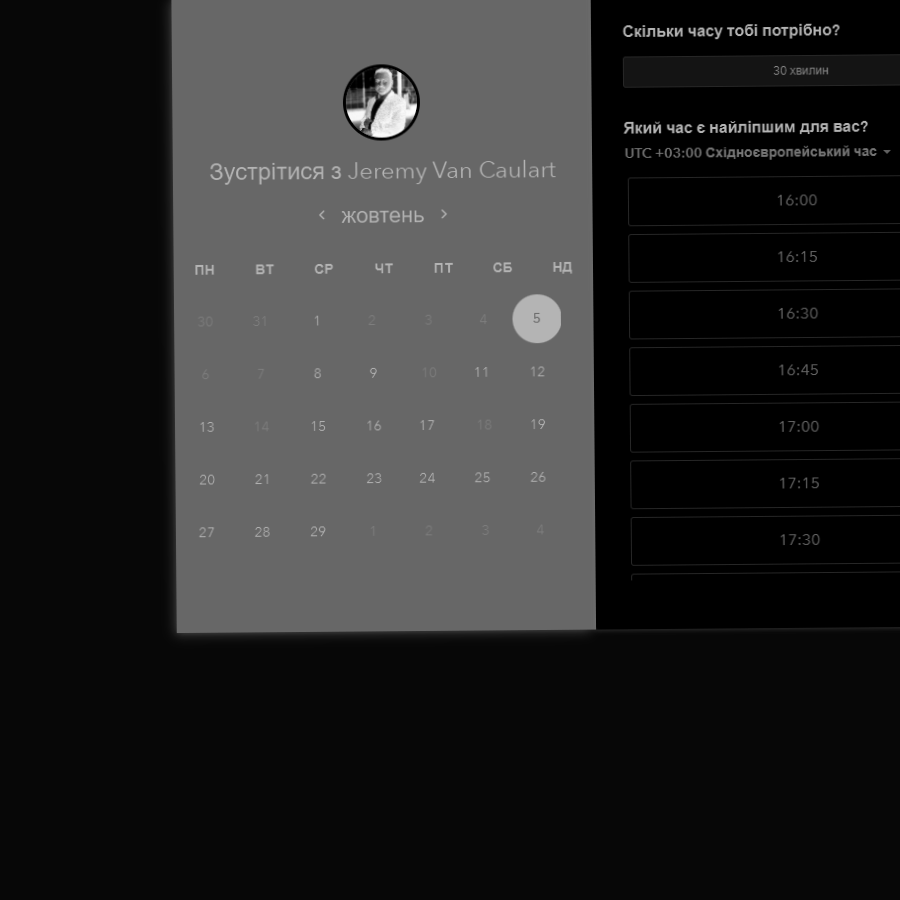 Зустрітися з Jeremy Van Caulart
‹ жовтень ›
ПН ВТ СР ЧТ ПТ СБ НД
30 31 1 2 3 4 5
6 7 8 9 10 11 12
13 14 15 16 17 18 19
20 21 22 23 24 25 26
27 28 29 1 2 3 4
Скільки часу тобі потрібно?
30 хвилин
Який час є найліпшим для вас?
UTC +03:00 Східноєвропейський час
16:00
16:15
16:30
16:45
17:00
17:15
17:30